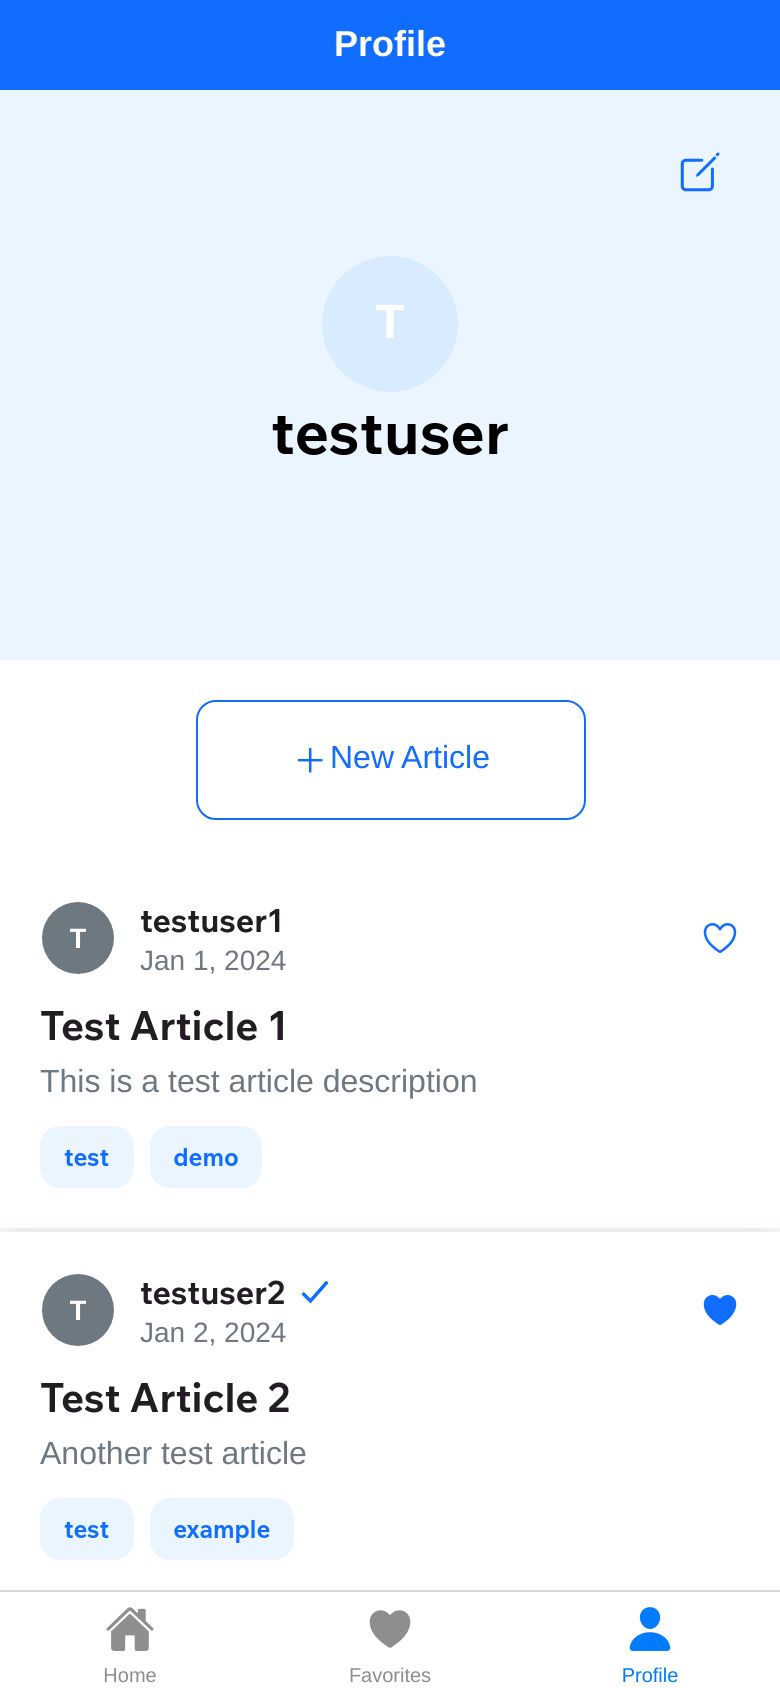 Profile
T
testuser
New Article
T
testuser1
Jan 1, 2024
Test Article 1
This is a test article description
test demo
T
testuser2
Jan 2, 2024
Test Article 2
Another test article
test example
Home Favorites Profile